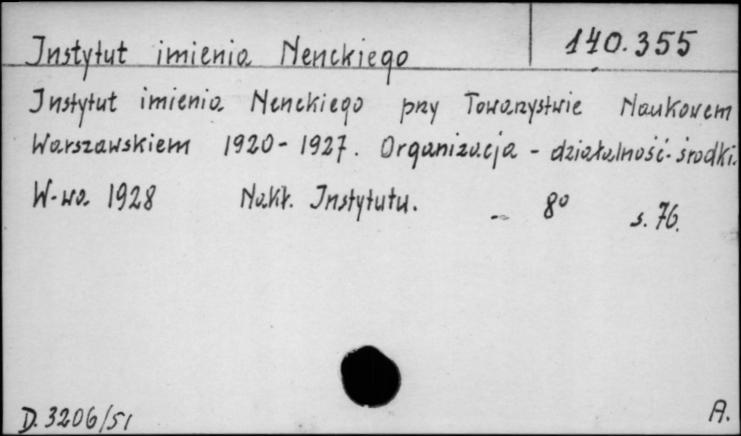 Instytut imienia Nenckiego 140.355
Instytut imienia Nenckiego przy Towarzystwie Naukowem
Warszawskiem 1920-1927. Organizacja - działalność - środki.
W-wa. 1928 Nakł. Instytutu. - 8° s. 76.
D. 3206/51 A.